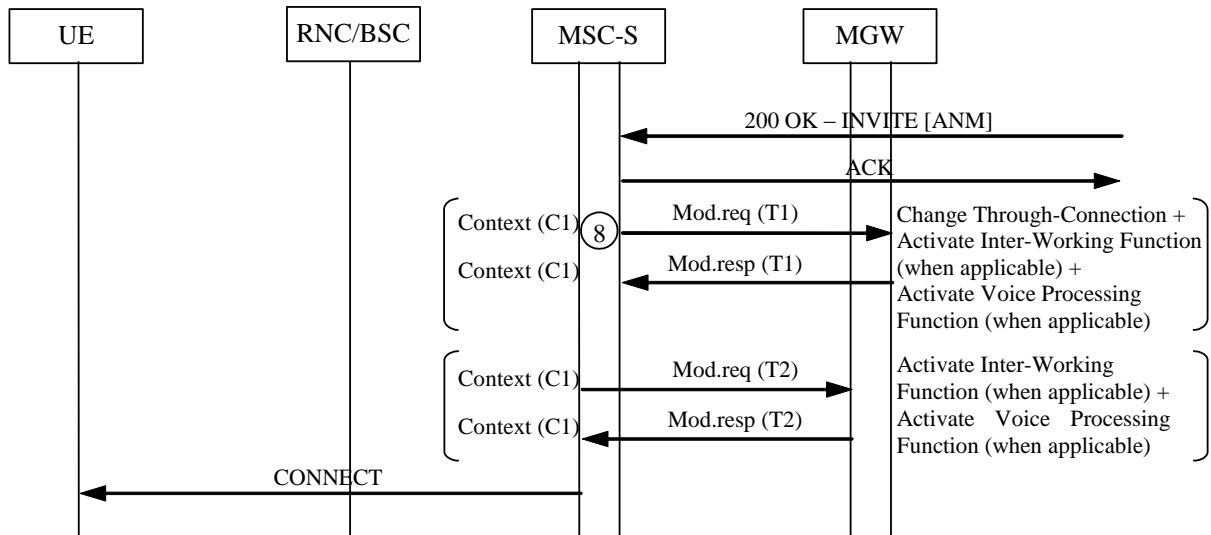 UE
RNC/BSC
MSC-S
MGW
200 OK – INVITE [ANM]
ACK
Context (C1)
8
Mod.req (T1)
Change Through-Connection +
Activate Inter-Working Function
(when applicable) +
Activate Voice Processing
Function (when applicable)
Context (C1)
Mod.resp (T1)
Context (C1)
Mod.req (T2)
Activate Inter-Working
Function (when applicable) +
Activate Voice Processing
Function (when applicable)
Context (C1)
Mod.resp (T2)
CONNECT